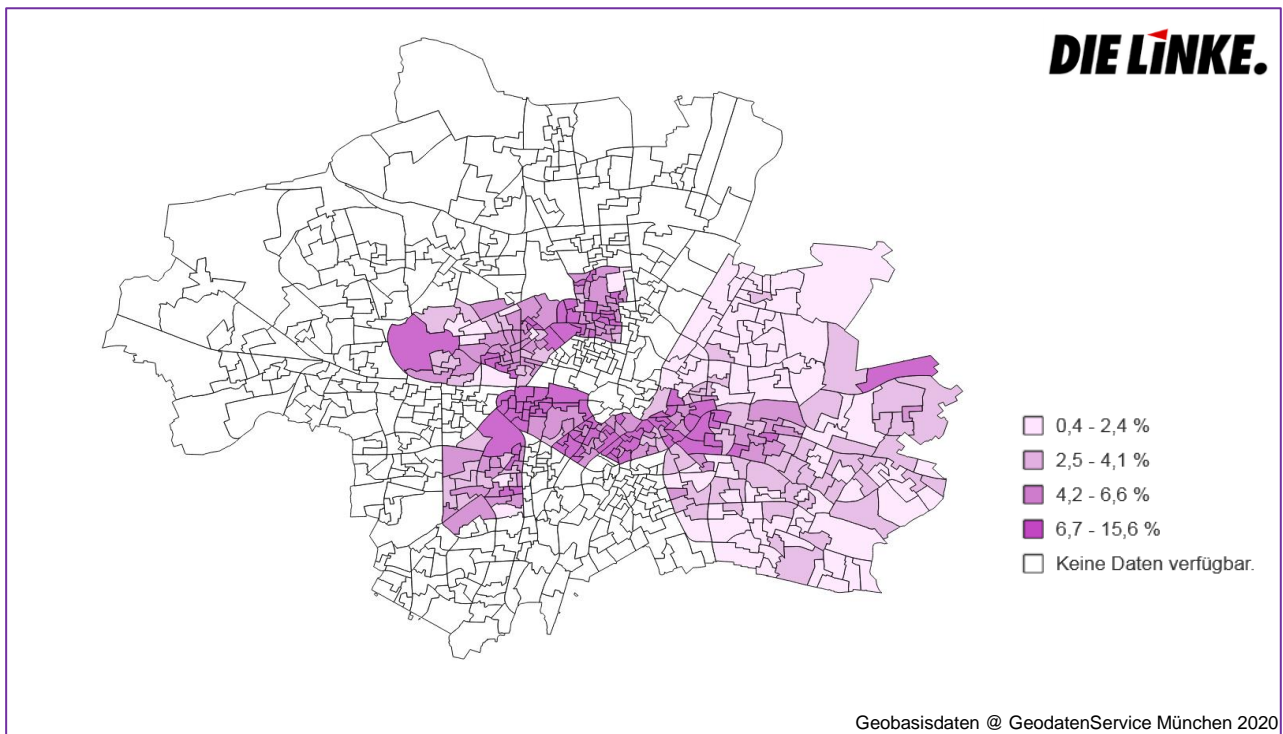 DIE LINKE.
0,4 - 2,4 %
2,5 - 4,1 %
4,2 - 6,6 %
6,7 - 15,6 %
Keine Daten verfügbar.
Geobasisdaten @ GeodatenService München 2020